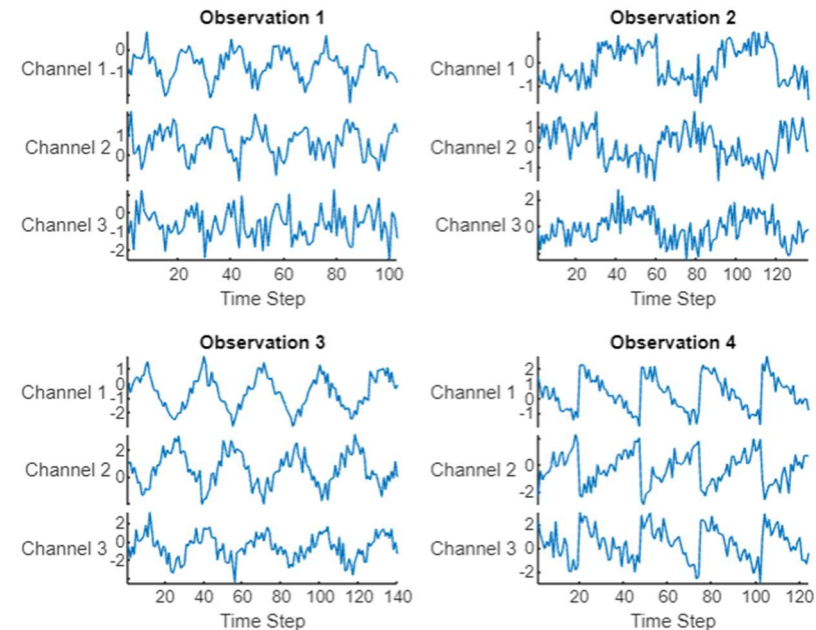 Observation 1
Channel 1
0
-1
Channel 2
1
0
Channel 3
0
-1
-2
20 40 60 80 100
Time Step
Observation 2
Channel 1
0
-1
Channel 2
1
0
-1
Channel 3
2
0
20 40 60 80 100 120
Time Step
Observation 3
Channel 1
1
0
-1
-2
Channel 2
2
0
Channel 3
2
0
-2
20 40 60 80 100 120 140
Time Step
Observation 4
Channel 1
2
1
0
-1
Channel 2
0
-2
Channel 3
2
0
-2
20 40 60 80 100 120
Time Step